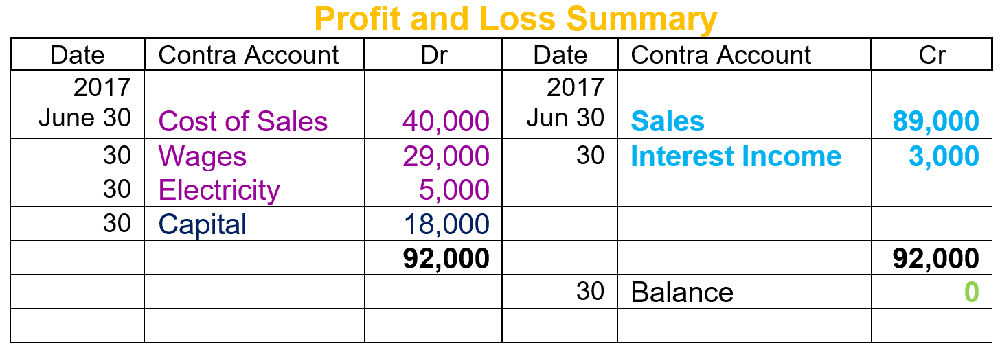 Profit and Loss Summary
Date Contra Account Dr Date Contra Account Cr
2017 2017
June 30 Cost of Sales 40,000 Jun 30 Sales 89,000
30 Wages 29,000 30 Interest Income 3,000
30 Electricity 5,000
30 Capital 18,000
92,000 92,000
30 Balance 0